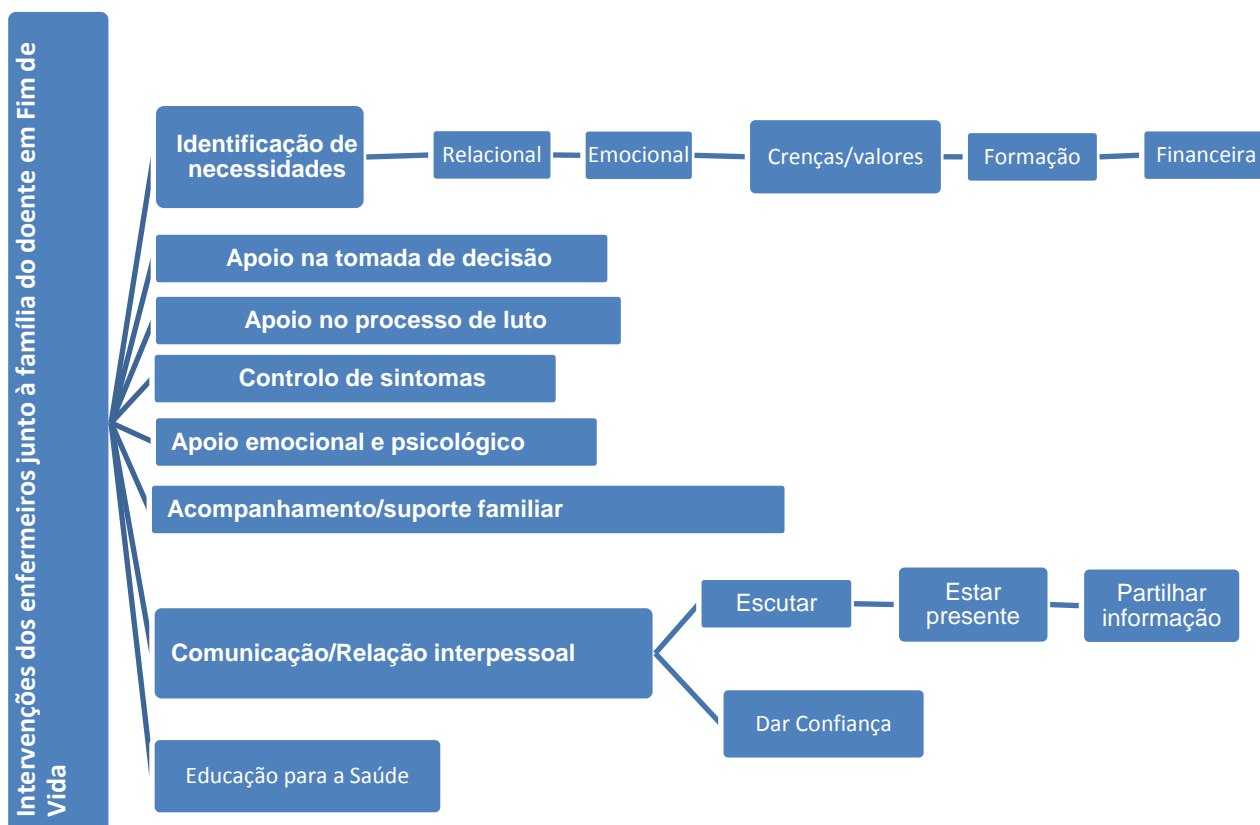 Intervenções dos enfermeiros junto à família do doente em Fim de
Vida
Identificação de
necessidades
Relacional
Emocional
Crenças/valores
Formação
Financeira
Apoio na tomada de decisão
Apoio no processo de luto
Controlo de sintomas
Apoio emocional e psicológico
Acompanhamento/suporte familiar
Comunicação/Relação interpessoal
Escutar
Estar
presente
Partilhar
informação
Dar Confiança
Educação para a Saúde